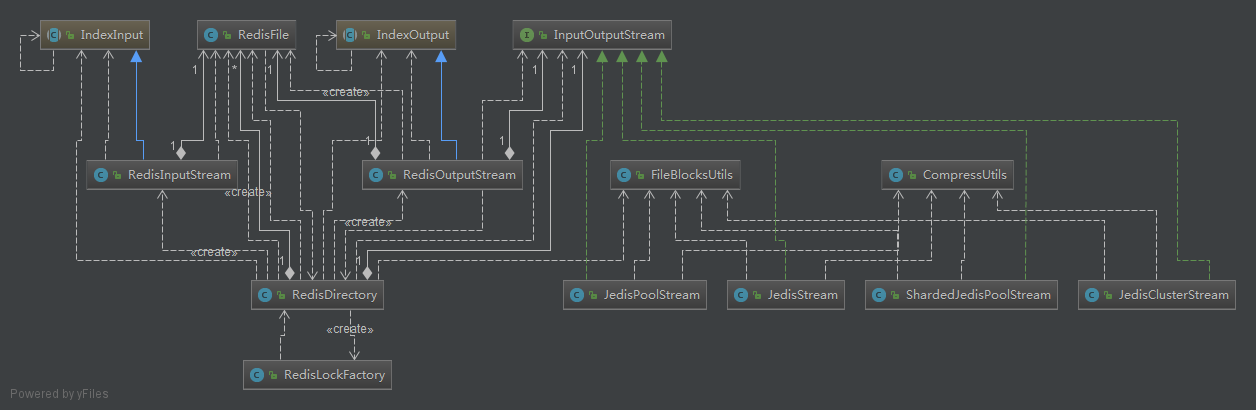 IndexInput
RedisFile
IndexOutput
InputOutputStream
1
*
1
1
1
«create»
1
1
1
RedisInputStream
RedisOutputStream
FileBlocksUtils
CompressUtils
«create»
«create»
«create»
1
1
RedisDirectory
JedisPoolStream
JedisStream
ShardedJedisPoolStream
JedisClusterStream
«create»
RedisLockFactory
Powered by yFiles